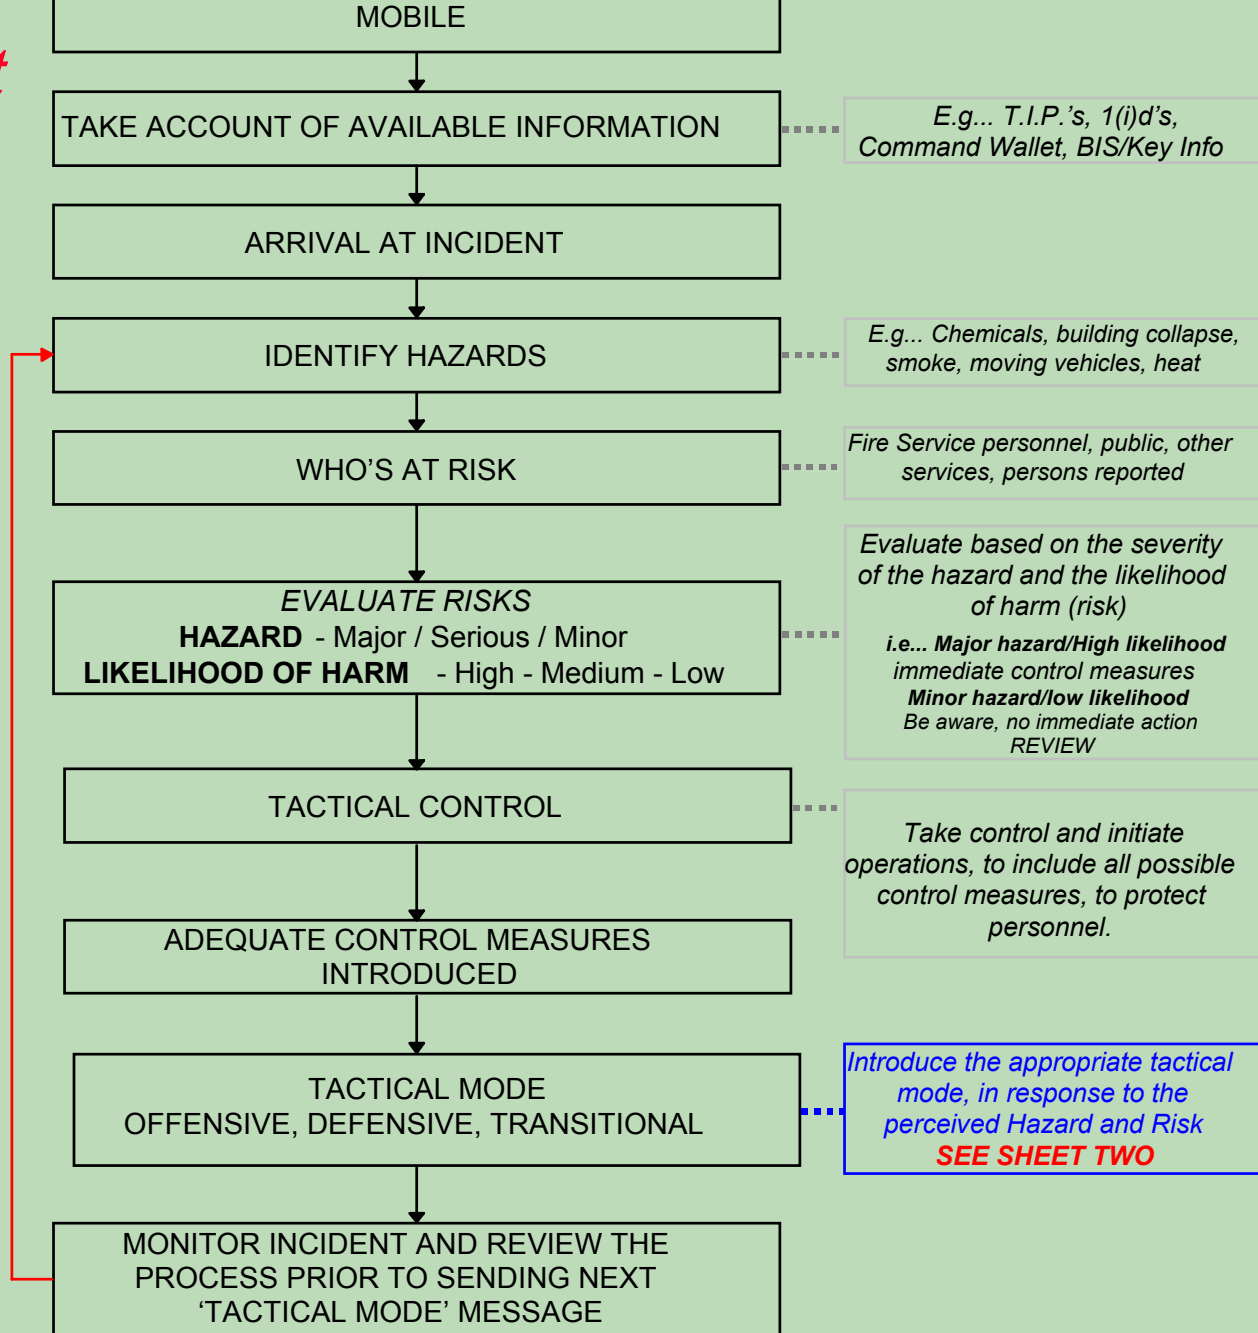 MOBILE
TAKE ACCOUNT OF AVAILABLE INFORMATION
E.g... T.I.P.'s, 1(i)d's,
Command Wallet, BIS/Key Info
ARRIVAL AT INCIDENT
IDENTIFY HAZARDS
E.g... Chemicals, building collapse,
smoke, moving vehicles, heat
WHO'S AT RISK
Fire Service personnel, public, other
services, persons reported
EVALUATE RISKS
HAZARD - Major / Serious / Minor
LIKELIHOOD OF HARM - High - Medium - Low
Evaluate based on the severity
of the hazard and the likelihood
of harm (risk)
i.e... Major hazard/High likelihood
immediate control measures
Minor hazard/low likelihood
Be aware, no immediate action
REVIEW
TACTICAL CONTROL
Take control and initiate
operations, to include all possible
control measures, to protect
personnel.
ADEQUATE CONTROL MEASURES
INTRODUCED
TACTICAL MODE
OFFENSIVE, DEFENSIVE, TRANSITIONAL
Introduce the appropriate tactical
mode, in response to the
perceived Hazard and Risk
SEE SHEET TWO
MONITOR INCIDENT AND REVIEW THE
PROCESS PRIOR TO SENDING NEXT
‘TACTICAL MODE’ MESSAGE